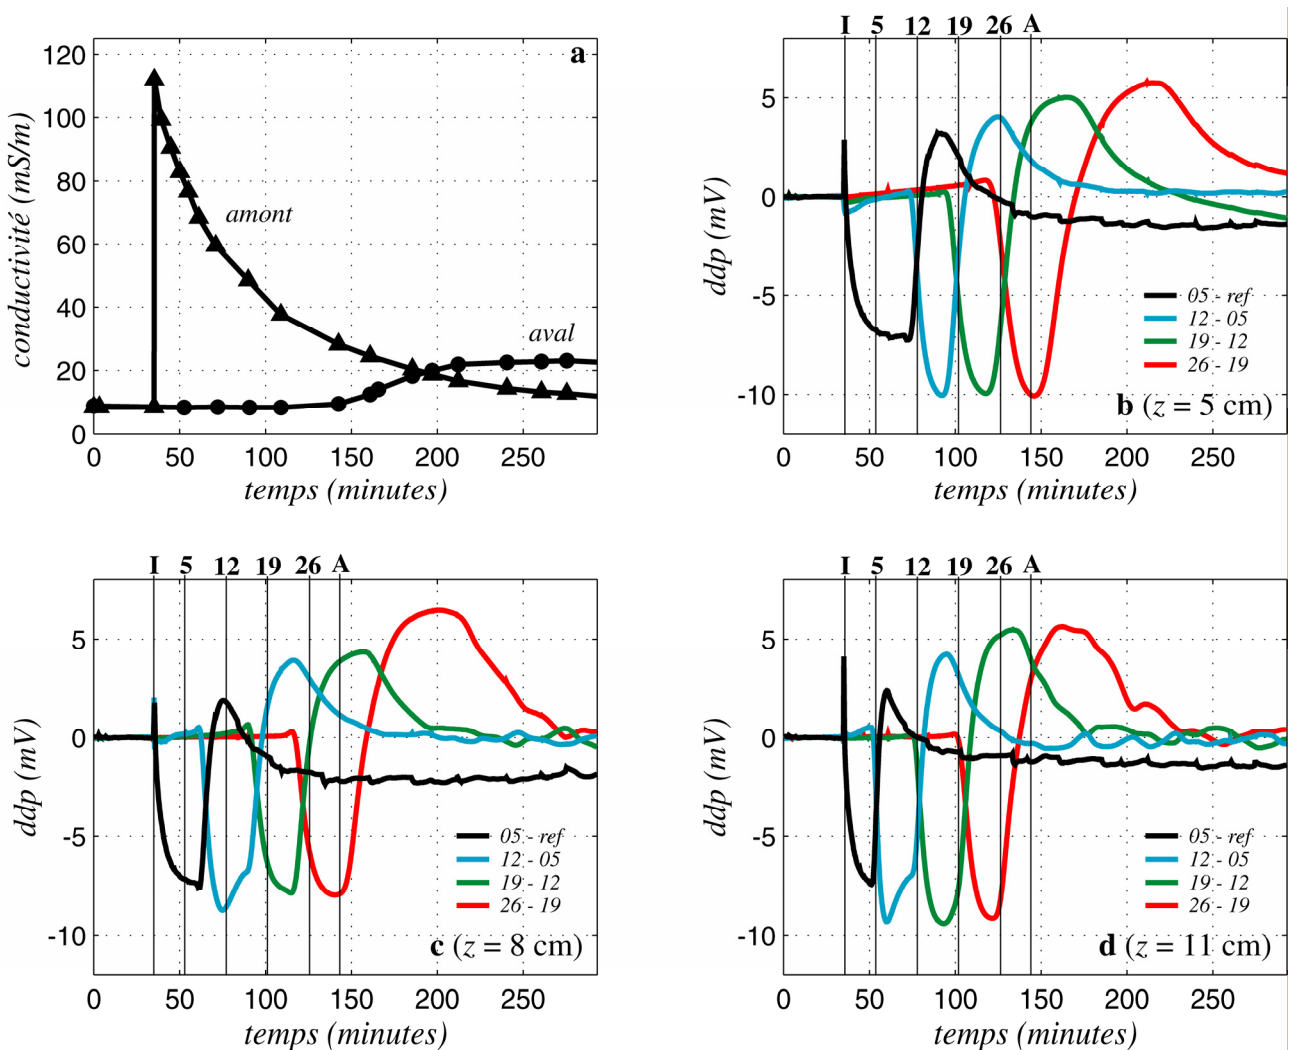 a
120
100
80
60
40
20
0
conductivité (mS/m)
amont
aval
0 50 100 150 200 250
temps (minutes)
I 5 12 19 26 A
5
0
-5
-10
ddp (mV)
05 - ref
12 - 05
19 - 12
26 - 19
b (z = 5 cm)
0 50 100 150 200 250
temps (minutes)
I 5 12 19 26 A
5
0
-5
-10
ddp (mV)
05 - ref
12 - 05
19 - 12
26 - 19
c (z = 8 cm)
0 50 100 150 200 250
temps (minutes)
I 5 12 19 26 A
5
0
-5
-10
ddp (mV)
05 - ref
12 - 05
19 - 12
26 - 19
d (z = 11 cm)
0 50 100 150 200 250
temps (minutes)